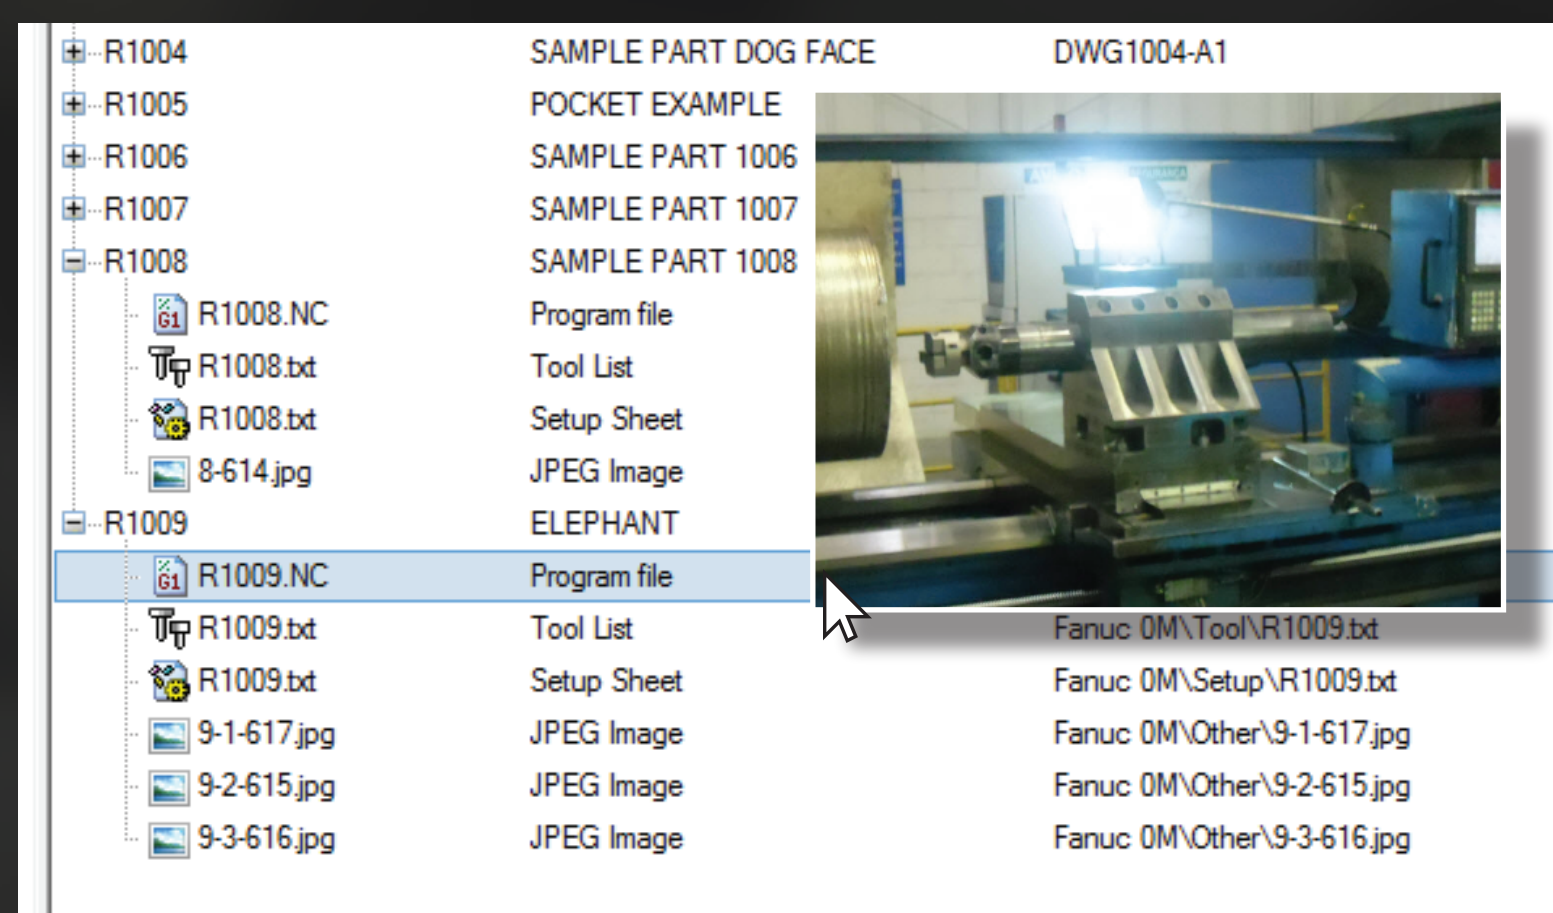 R1004 SAMPLE PART DOG FACE DWG1004-A1
R1005 POCKET EXAMPLE
R1006 SAMPLE PART 1006
R1007 SAMPLE PART 1007
R1008 SAMPLE PART 1008
G1 R1008.NC Program file
R1008.txt Tool List
R1008.txt Setup Sheet
8-614.jpg JPEG Image
R1009 ELEPHANT
G1 R1009.NC Program file
R1009.txt Tool List Fanuc 0M\Tool\R1009.txt
R1009.txt Setup Sheet Fanuc 0M\Setup\R1009.txt
9-1-617.jpg JPEG Image Fanuc 0M\Other\9-1-617.jpg
9-2-615.jpg JPEG Image Fanuc 0M\Other\9-2-615.jpg
9-3-616.jpg JPEG Image Fanuc 0M\Other\9-3-616.jpg